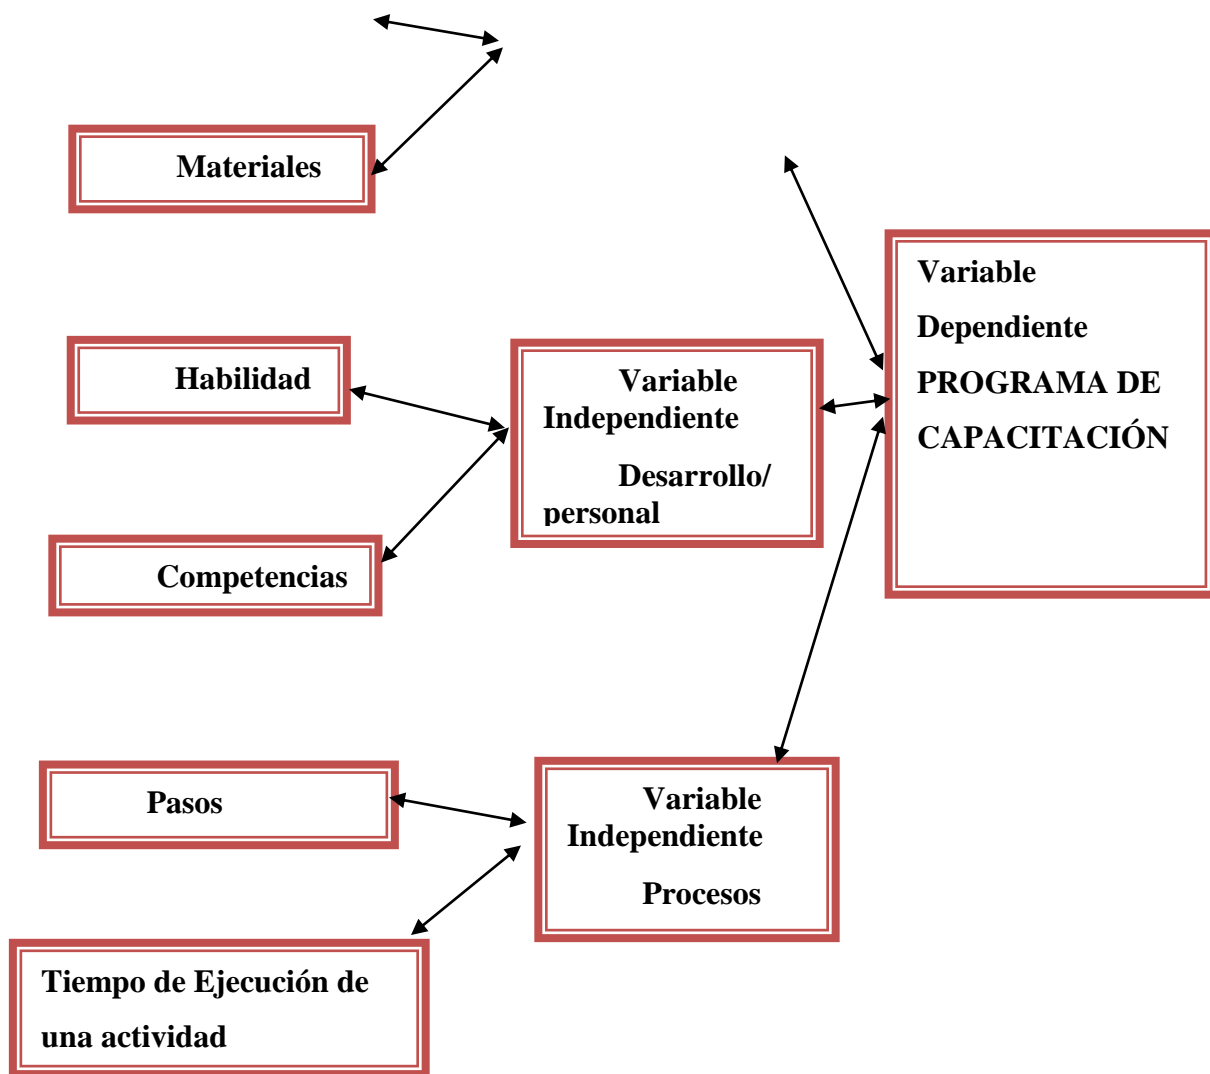 Materiales
Habilidad
Competencias
Variable
Independiente
Desarrollo/
personal
Variable
Dependiente
PROGRAMA DE
CAPACITACIÓN
Pasos
Tiempo de Ejecución de
una actividad
Variable
Independiente
Procesos